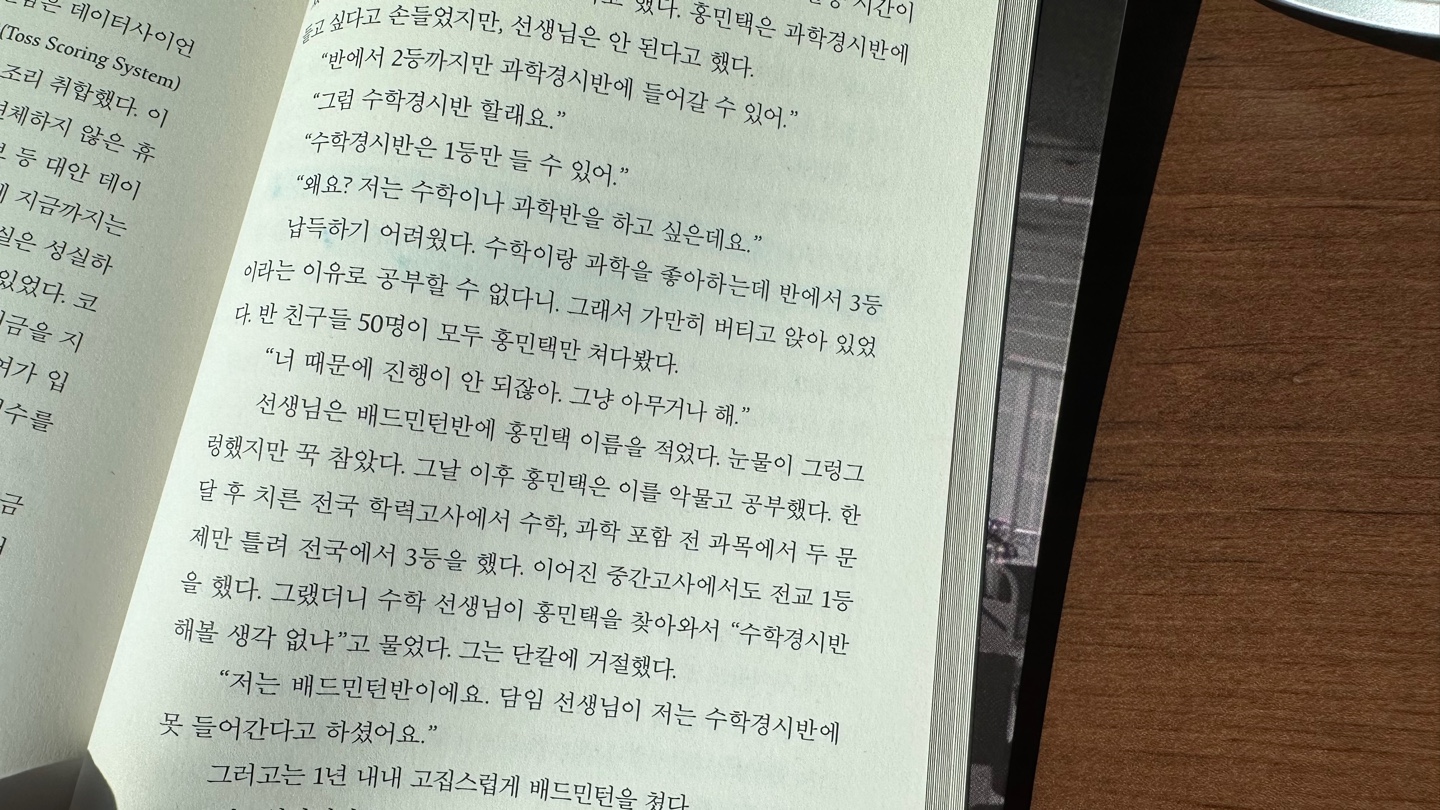 데이터사이언
(Toss Scoring System)
조리 취합했다. 이
하지 않은 휴
등 대안 데이
지금까지는
실은 성실하
있었다. 코
금을 지
여가 입
수를
금
했다. 홍민택은 과학경시반에
들고 싶다고 손들었지만, 선생님은 안 된다고 했다.
“반에서 2등까지만 과학경시반에 들어갈 수 있어.”
“그럼 수학경시반 할래요.”
“수학경시반은 1등만 들 수 있어.”
“왜요? 저는 수학이나 과학반을 하고 싶은데요.”
납득하기 어려웠다. 수학이랑 과학을 좋아하는데 반에서 3등
이라는 이유로 공부할 수 없다니. 그래서 가만히 버티고 앉아 있었
다. 반 친구들 50명이 모두 홍민택만 쳐다봤다.
“너 때문에 진행이 안 되잖아. 그냥 아무거나 해.”
선생님은 배드민턴반에 홍민택 이름을 적었다. 눈물이 그렁그
렁했지만 꾹 참았다. 그날 이후 홍민택은 이를 악물고 공부했다. 한
달 후 치른 전국 학력고사에서 수학, 과학 포함 전 과목에서 두 문
제만 틀려 전국에서 3등을 했다. 이어진 중간고사에서도 전교 1등
을 했다. 그랬더니 수학 선생님이 홍민택을 찾아와서 “수학경시반
해볼 생각 없냐”고 물었다. 그는 단칼에 거절했다.
“저는 배드민턴반이에요. 담임 선생님이 저는 수학경시반에
못 들어간다고 하셨어요.”
그러고는 1년 내내 고집스럽게 배드민턴을 쳤다.